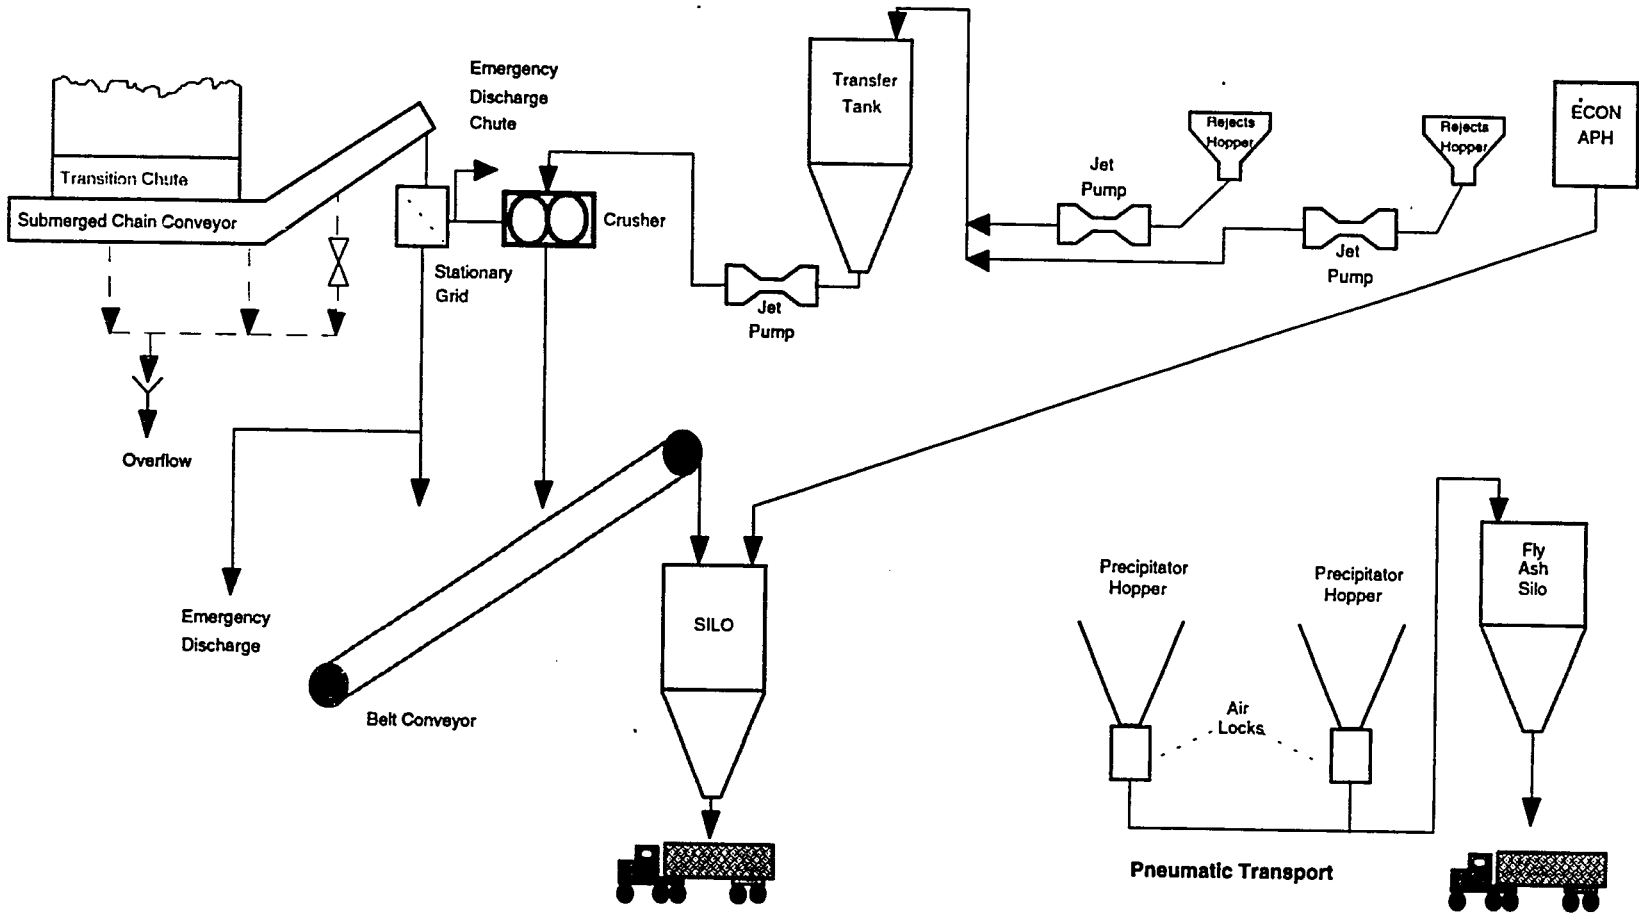 Emergency
Discharge
Chute
Transfer
Tank
Rejects
Hopper
Rejects
Hopper
ECON
APH
Transition Chute
Submerged Chain Conveyor
Crusher
Jet
Pump
Jet
Pump
Stationary
Grid
Jet
Pump
Overflow
Emergency
Discharge
Belt Conveyor
SILO
Precipitator
Hopper
Precipitator
Hopper
Fly
Ash
Silo
Air
Locks
Pneumatic Transport